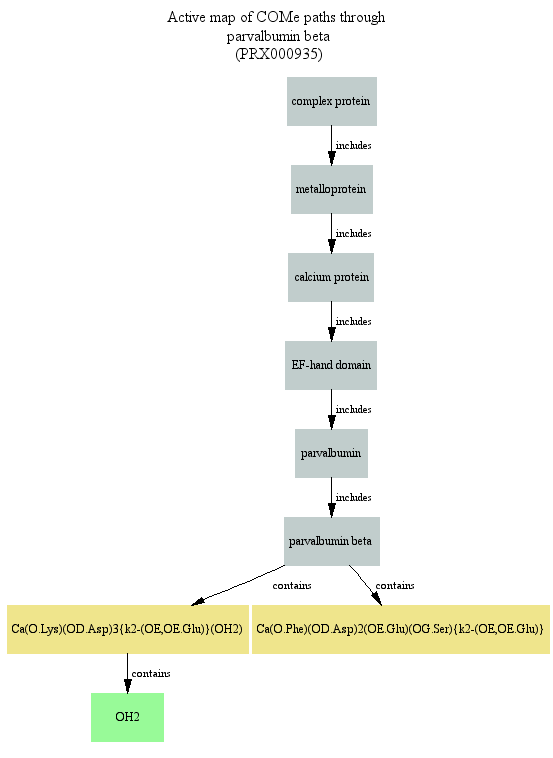 Active map of COMe paths through
parvalbumin beta
(PRX000935)
complex protein
includes
metalloprotein
includes
calcium protein
includes
EF-hand domain
includes
parvalbumin
includes
parvalbumin beta
contains
contains
Ca(O.Lys)(OD.Asp)3{k2-(OE,OE.Glu)}(OH2)
Ca(O.Phe)(OD.Asp)2(OE.Glu)(OG.Ser){k2-(OE,OE.Glu)}
contains
OH2